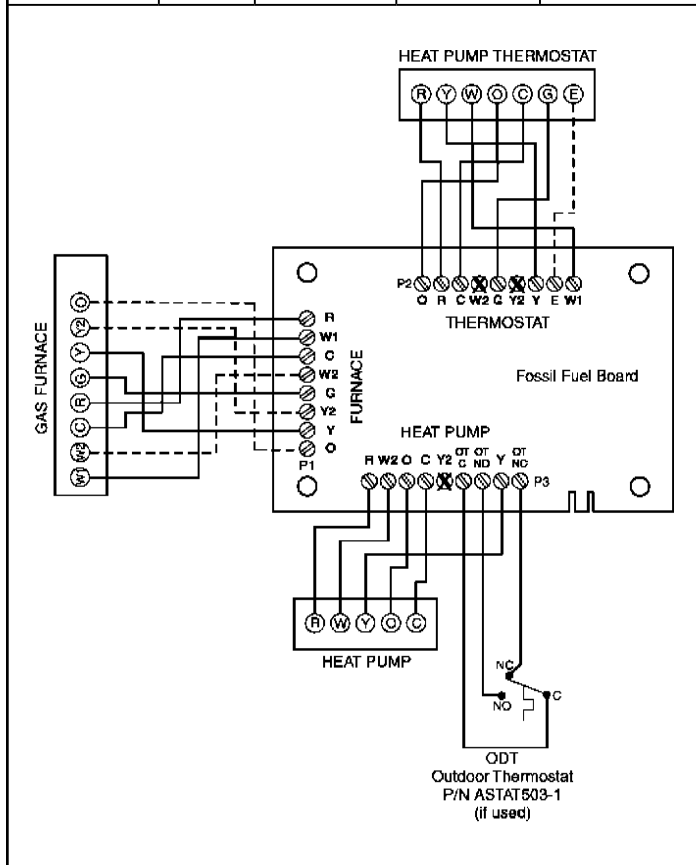 HEAT PUMP THERMOSTAT
R Y W O C G E
P2 O R C W2 G Y2 Y E W1
THERMOSTAT
GAS FURNACE
O
Y2
Y
G
R
C
W2
W1
R
W1
C
W2
G
Y2
Y
O
P1
FURNACE
Fossil Fuel Board
HEAT PUMP
R W2 O C Y2 OT C OT NO Y OT NC P3
R W Y O C
HEAT PUMP
NC
NO
C
ODT
Outdoor Thermostat
P/N ASTAT503-1
(if used)